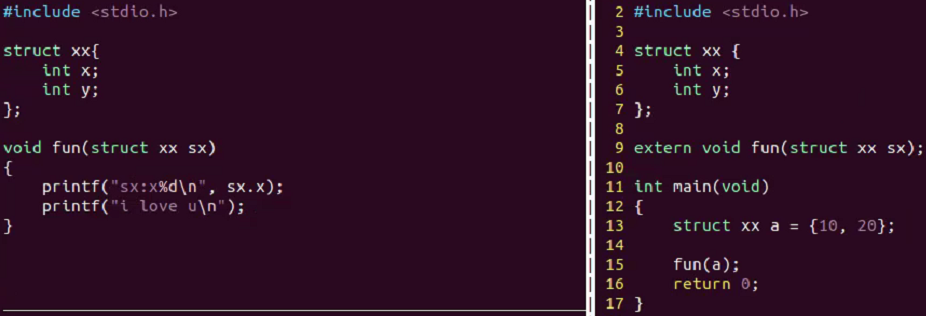 #include <stdio.h>

struct xx{
    int x;
    int y;
};

void fun(struct xx sx)
{
    printf("sx:x%d\n", sx.x);
    printf("i love u\n");
}
2 #include <stdio.h>
3
4 struct xx {
5     int x;
6     int y;
7 };
8
9 extern void fun(struct xx sx);
10
11 int main(void)
12 {
13     struct xx a = {10, 20};
14
15     fun(a);
16     return 0;
17 }